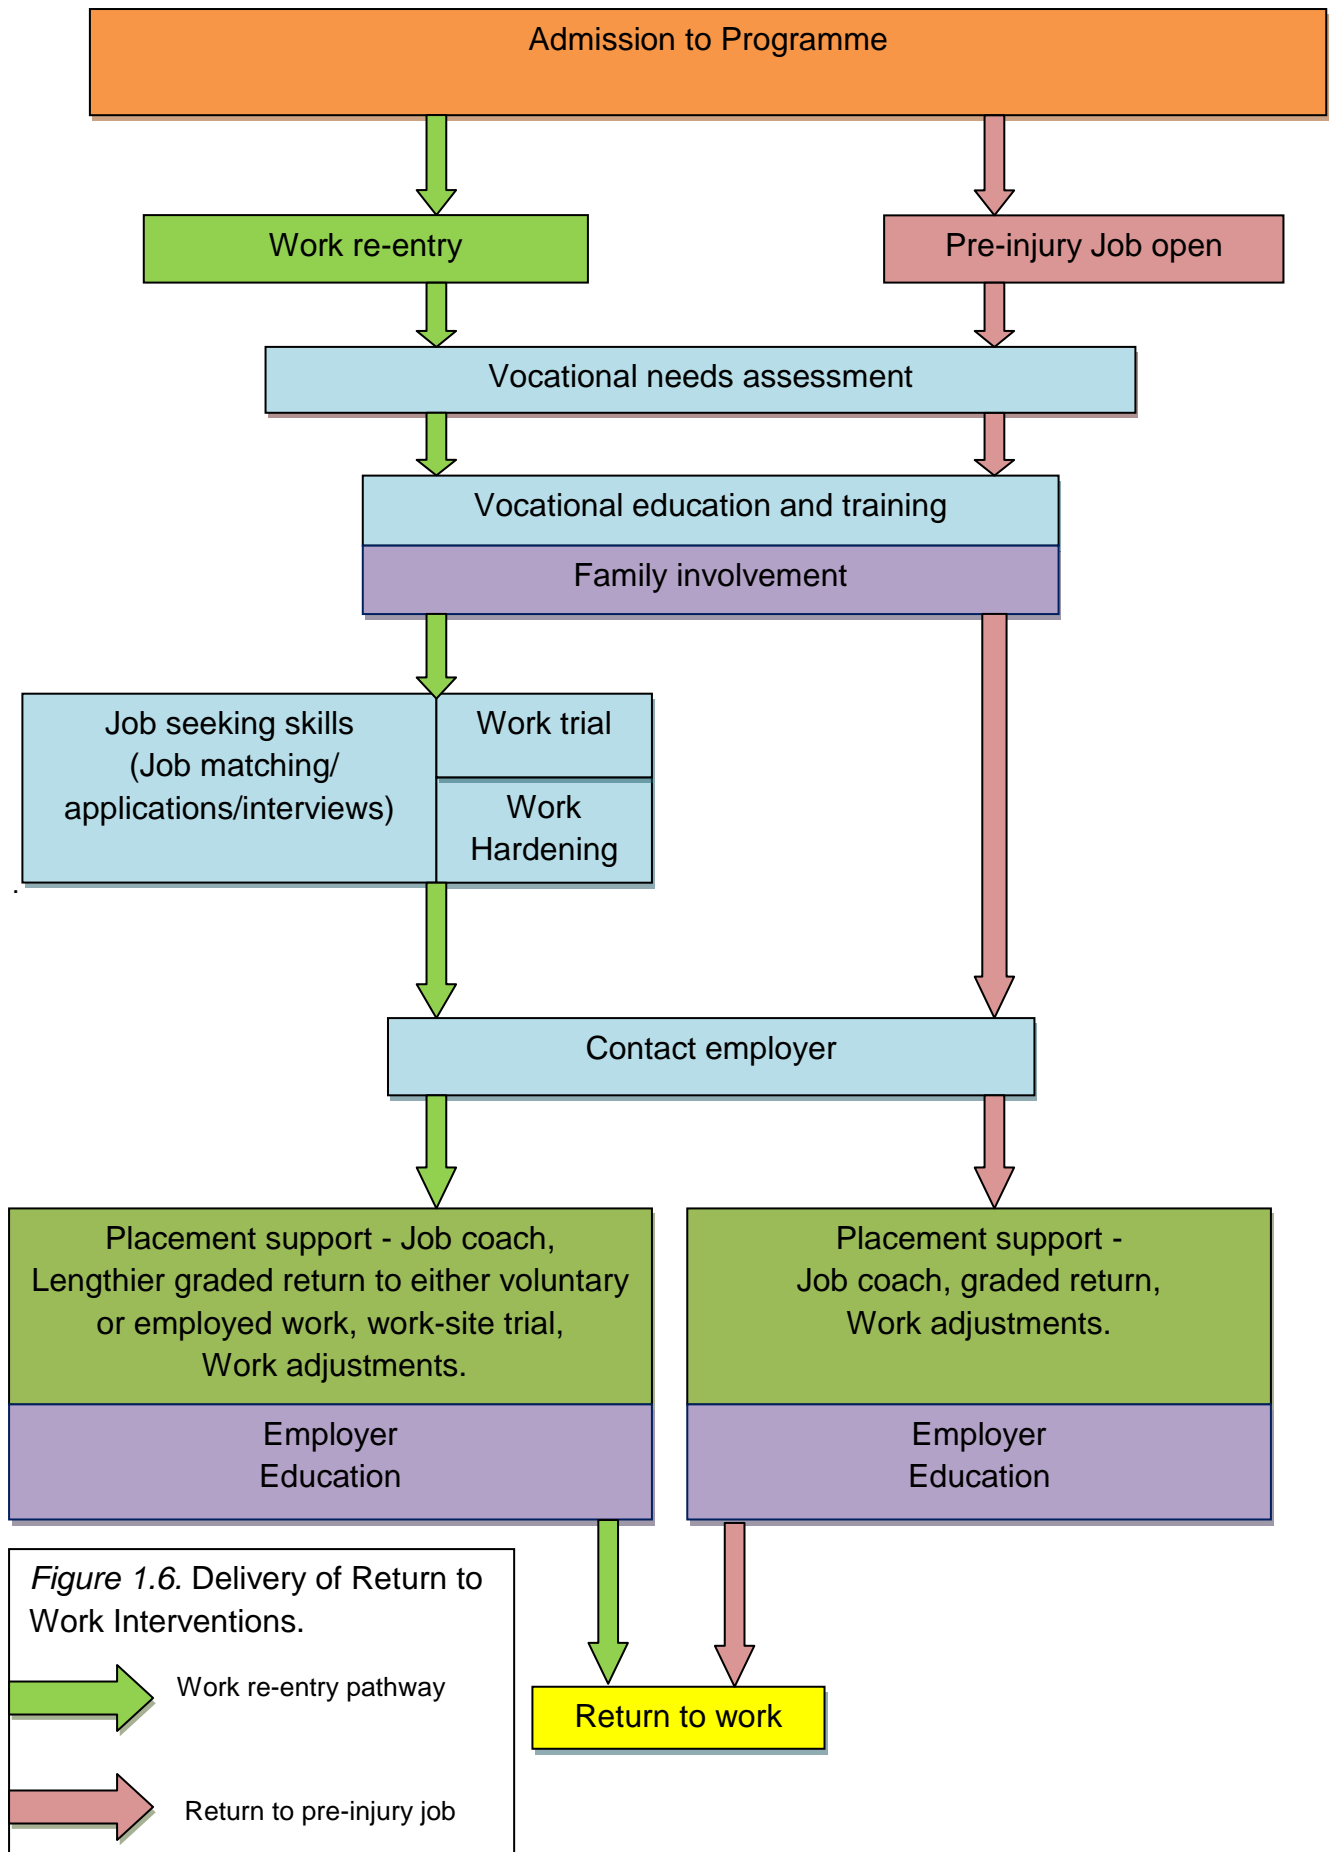 Admission to Programme
Work re-entry
Pre-injury Job open
Vocational needs assessment
Vocational education and training
Family involvement
Job seeking skills
(Job matching/
applications/interviews)
Work trial
Work
Hardening
.
Contact employer
Placement support - Job coach,
Lengthier graded return to either voluntary
or employed work, work-site trial,
Work adjustments.
Placement support -
Job coach, graded return,
Work adjustments.
Employer
Education
Employer
Education
Figure 1.6. Delivery of Return to
Work Interventions.
Work re-entry pathway
Return to pre-injury job
Return to work